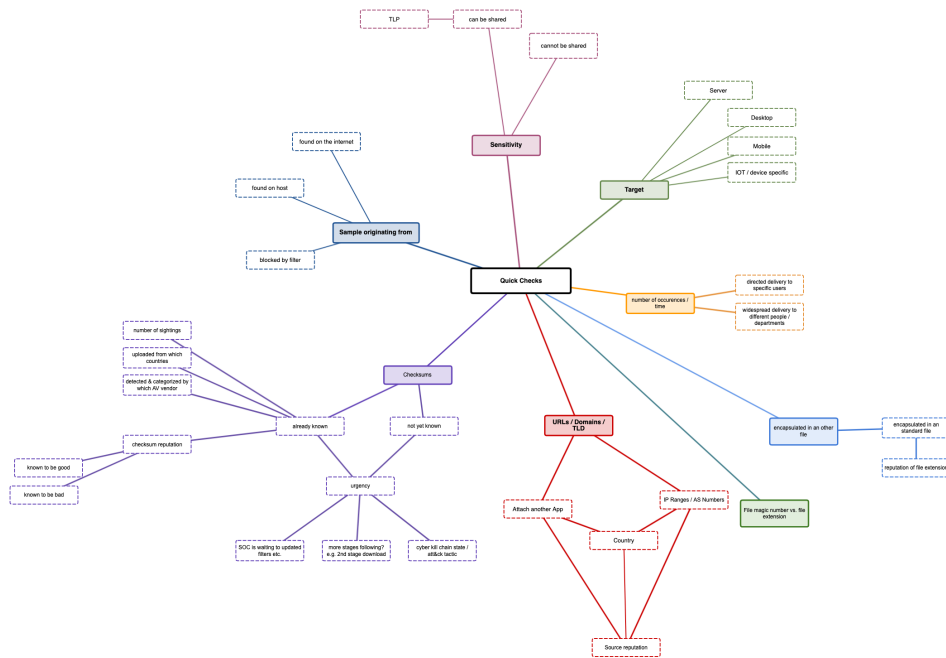 TLP
can be shared
cannot be shared
Server
Desktop
found on the internet
Sensitivity
Mobile
IOT / device specific
found on host
Target
Sample originating from
blocked by filter
Quick Checks
directed delivery to
specific users
number of occurences /
time
widespread delivery to
different people /
departments
number of sightings
uploaded from which
countries
detected & categorized by
which AV vendor
Checksums
already known
not yet known
URLs / Domains /
TLD
encapsulated in an other
file
encapsulated in an
standard file
checksum reputation
known to be good
known to be bad
reputation of file extension
urgency
Attach another App
IP Ranges / AS Numbers
File magic number vs. file
extension
Country
SOC is waiting to updated
filters etc.
more stages following?
e.g. 2nd stage download
cyber kill chain state /
att&ck tactic
Source reputation